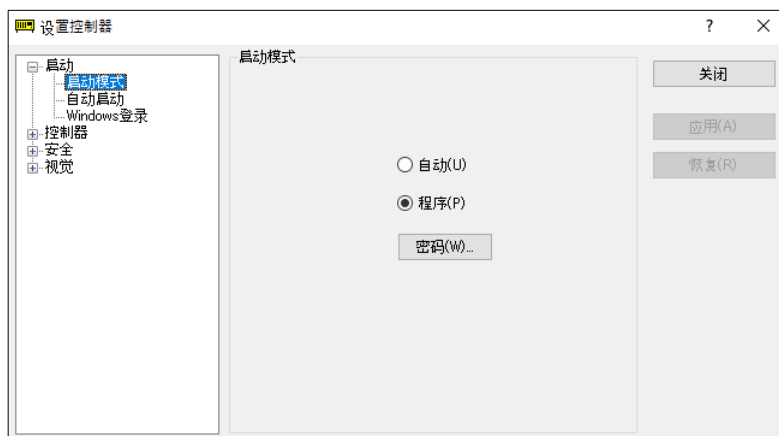 设置控制器
启动
启动模式
自动启动
Windows登录
控制器
安全
视觉
启动模式
自动(U)
程序(P)
密码(W)...
关闭
应用(A)
恢复(R)